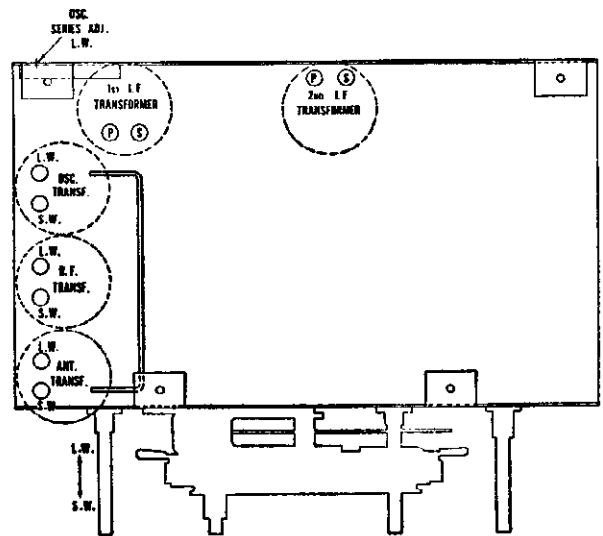 OSC.
SERIES ADJ.
L.W.
1ST I.F
TRANSFORMER
P S
P S
2ND I.F
TRANSFORMER
L.W.
OSC.
TRANSF.
S.W.
L.W.
R.F.
TRANSF.
S.W.
L.W.
ANT.
TRANSF.
S.W
L.W.
S.W.